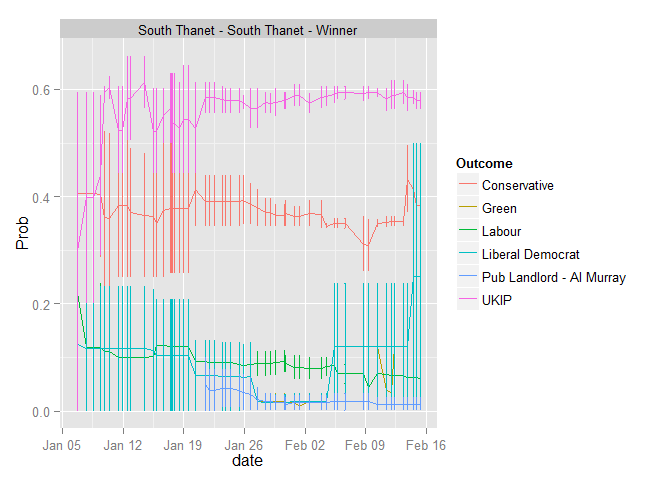 South Thanet - South Thanet - Winner
Prob
0.6
0.4
0.2
0.0
Jan 05 Jan 12 Jan 19 Jan 26 Feb 02 Feb 09 Feb 16
date
Outcome
Conservative
Green
Labour
Liberal Democrat
Pub Landlord - Al Murray
UKIP